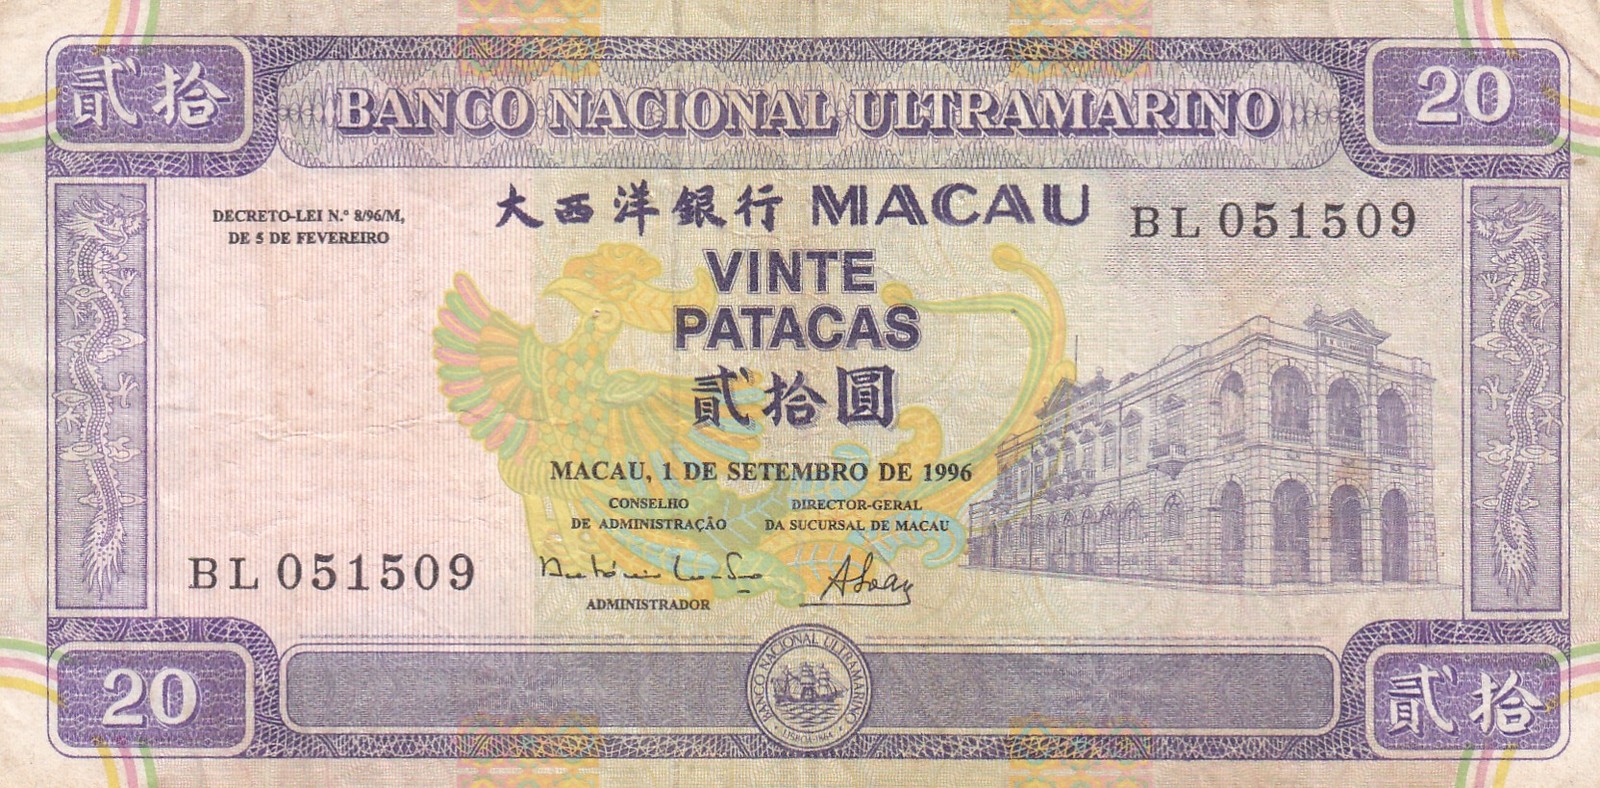 貳拾
BANCO NACIONAL ULTRAMARINO
20
DECRETO-LEI N.º 8/96/M,
DE 5 DE FEVEREIRO
大西洋銀行 MACAU
BL 051509
VINTE
PATACAS
貳拾圓
MACAU, 1 DE SETEMBRO DE 1996
CONSELHO
DE ADMINISTRAÇÃO
DIRECTOR-GERAL
DA SUCURSAL DE MACAU
BL 051509
ADMINISTRADOR
20
BANCO NACIONAL ULTRAMARINO
LISBOA 1864
貳拾